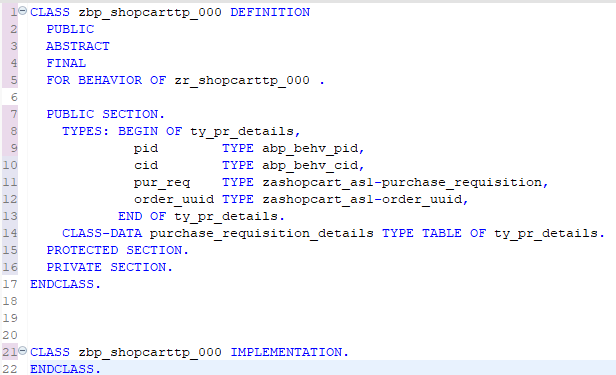 1 CLASS zbp_shopcarttp_000 DEFINITION
2 PUBLIC
3 ABSTRACT
4 FINAL
5 FOR BEHAVIOR OF zr_shopcarttp_000 .
6
7 PUBLIC SECTION.
8 TYPES: BEGIN OF ty_pr_details,
9 pid TYPE abp_behv_pid,
10 cid TYPE abp_behv_cid,
11 pur_req TYPE zashopcart_as1-purchase_requisition,
12 order_uuid TYPE zashopcart_as1-order_uuid,
13 END OF ty_pr_details.
14 CLASS-DATA purchase_requisition_details TYPE TABLE OF ty_pr_details.
15 PROTECTED SECTION.
16 PRIVATE SECTION.
17 ENDCLASS.
18
19
20
21 CLASS zbp_shopcarttp_000 IMPLEMENTATION.
22 ENDCLASS.